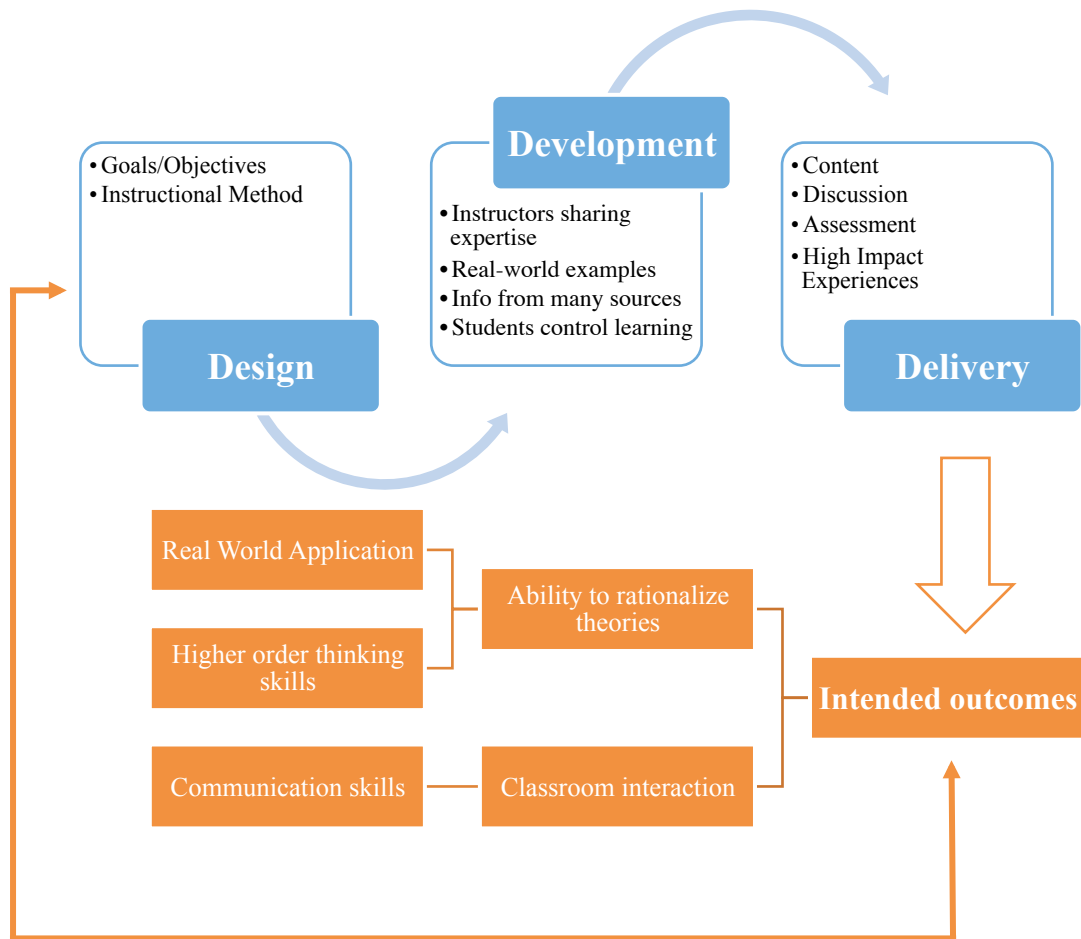 • Goals/Objectives
• Instructional Method
Design
Development
• Instructors sharing
expertise
• Real-world examples
• Info from many sources
• Students control learning
• Content
• Discussion
• Assessment
• High Impact
Experiences
Delivery
Real World Application
Higher order thinking
skills
Communication skills
Ability to rationalize
theories
Classroom interaction
Intended outcomes